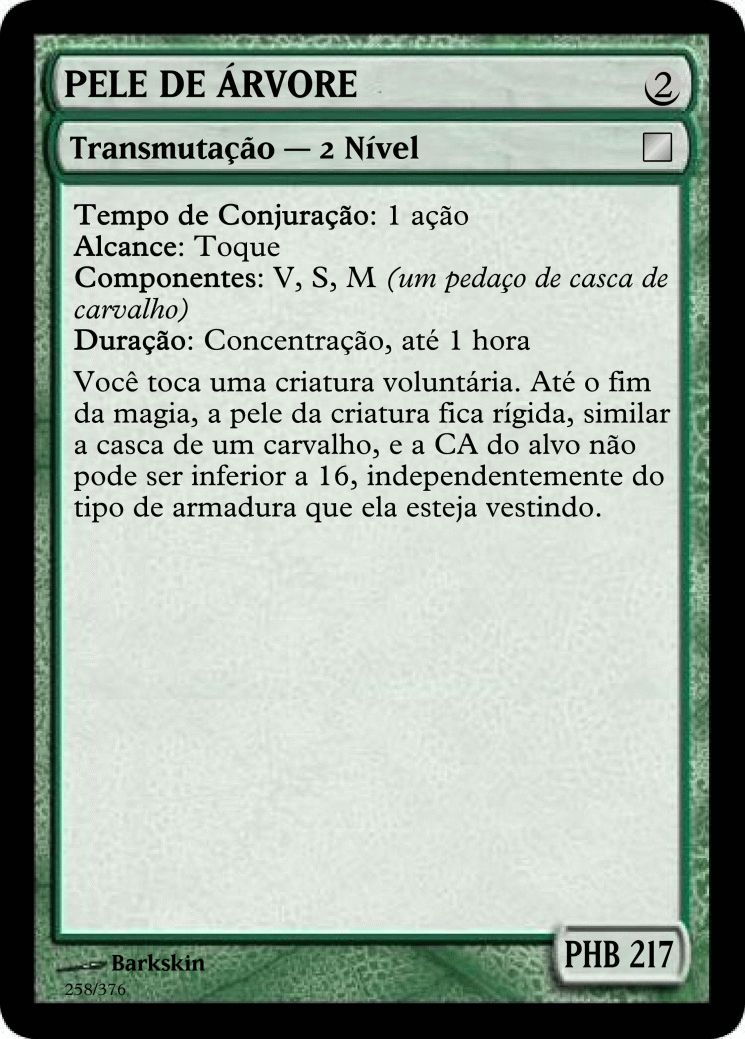 PELE DE ÁRVORE
2
Transmutação — 2 Nível
Tempo de Conjuração: 1 ação
Alcance: Toque
Componentes: V, S, M (um pedaço de casca de
carvalho)
Duração: Concentração, até 1 hora
Você toca uma criatura voluntária. Até o fim
da magia, a pele da criatura fica rígida, similar
a casca de um carvalho, e a CA do alvo não
pode ser inferior a 16, independentemente do
tipo de armadura que ela esteja vestindo.
PHB 217
Barkskin
258/376